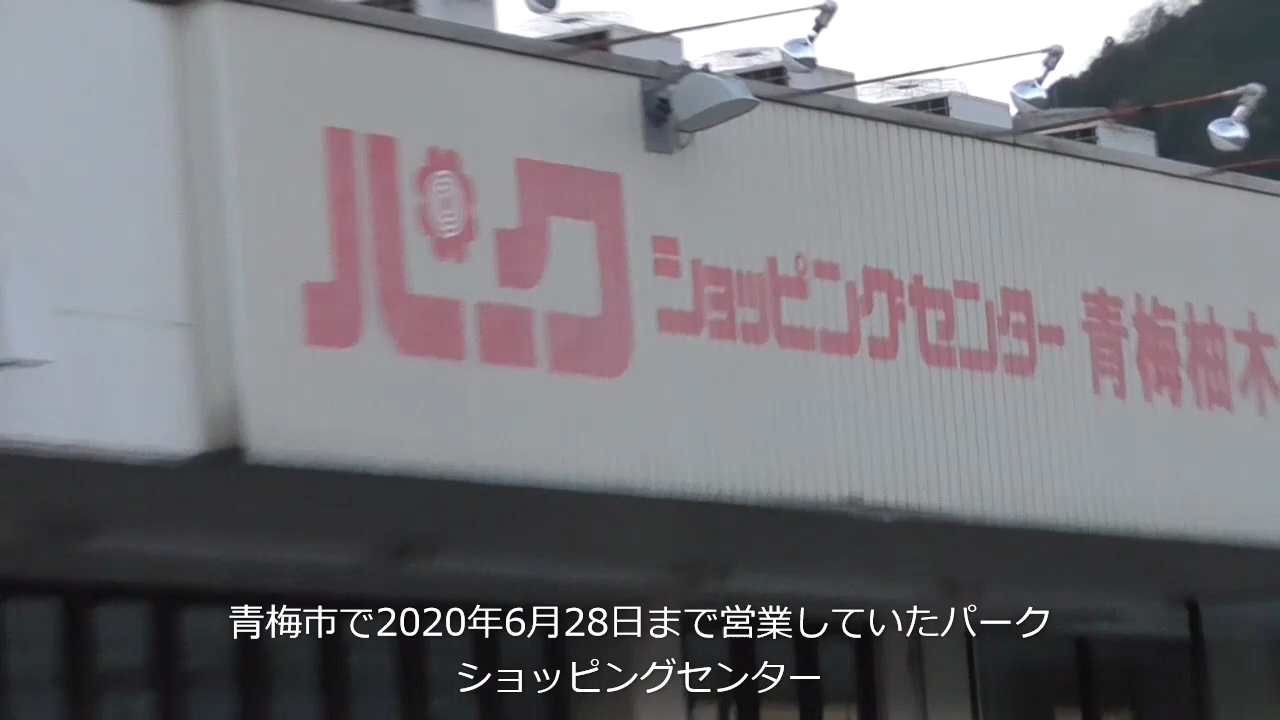 パーク ショッピングセンター 青梅柚木
青梅市で2020年6月28日まで営業していたパーク
ショッピングセンター